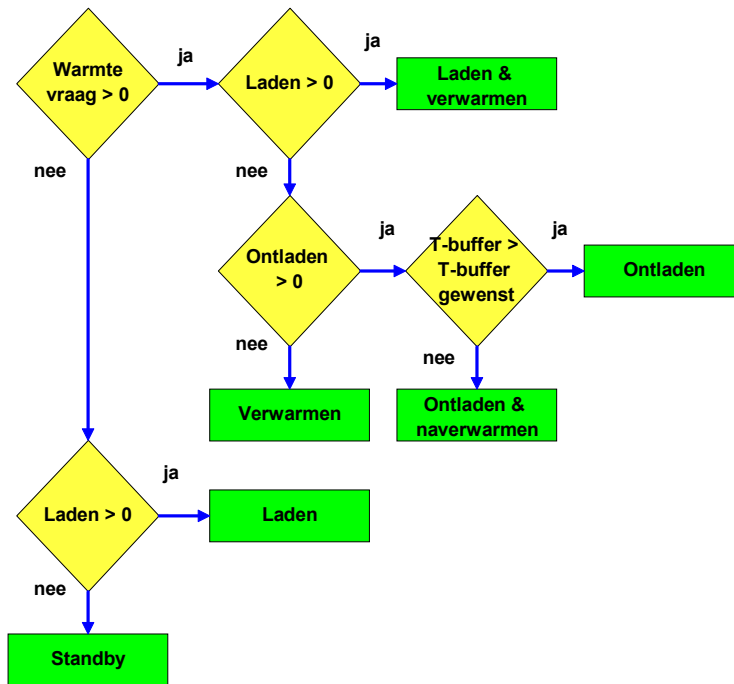 Warmte
vraag > 0
ja
Laden > 0
ja
Laden &
verwarmen
nee
nee
Ontladen
> 0
ja
T-buffer >
T-buffer
gewenst
ja
Ontladen
nee
Verwarmen
nee
Ontladen &
naverwarmen
Laden > 0
ja
Laden
nee
Standby